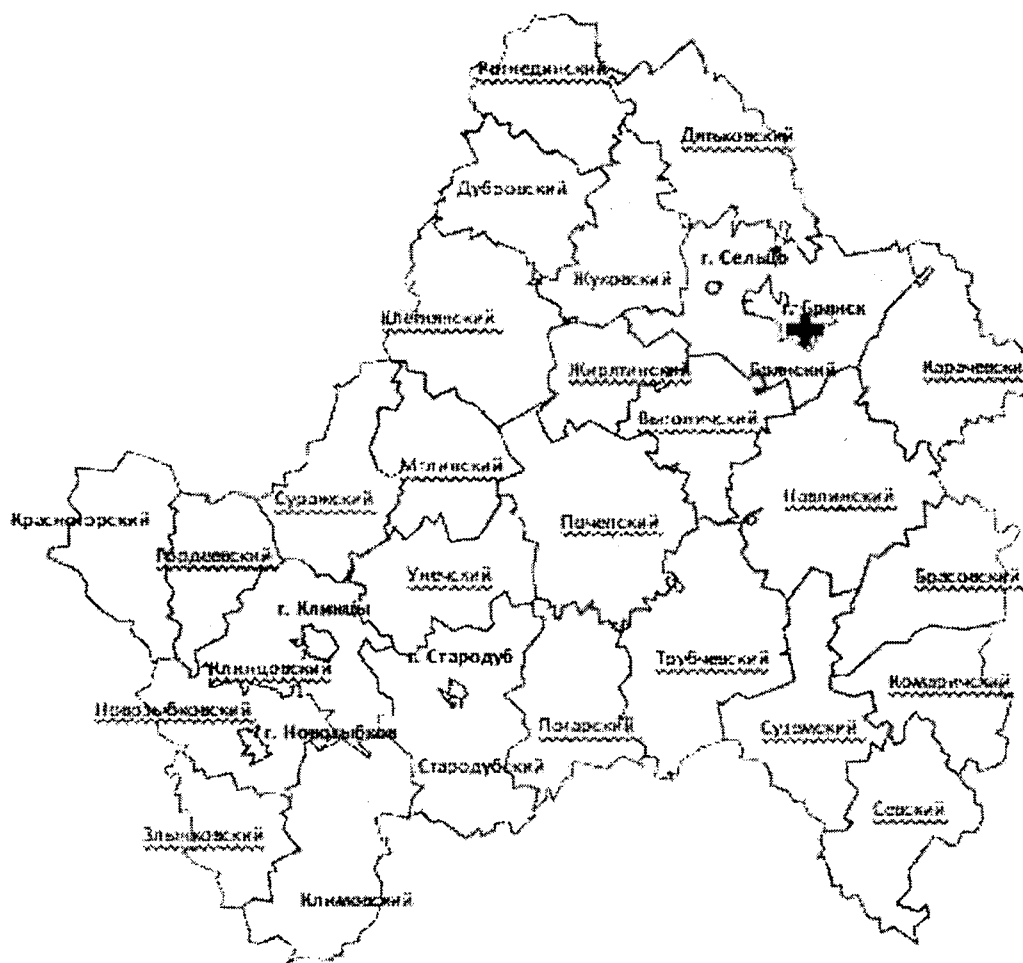 Рогнединский
Дятьковский
Дубровский
г. Сельцо
Жуковский
г. Брянск
Клетнянский
Жирятинский
Брянский
Карачевски
Выгоничский
Мглинский
Суражский
Навлинский
Красногорский
Почепский
Гордеевский
Унечский
Брасовский
г. Клинцы
г. Стародуб
Трубчевский
Клинцовский
Комаричский
Новозыбковский
г. Новозыбков
Погарский
Суземский
Стародубский
Севский
Злынковский
Климовский